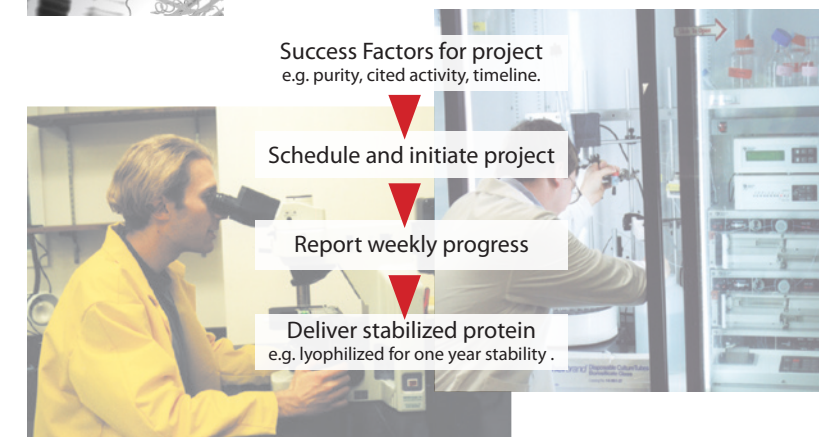 Success Factors for project
e.g. purity, cited activity, timeline.
Schedule and initiate project
Report weekly progress
Deliver stabilized protein
e.g. lyophilized for one year stability .